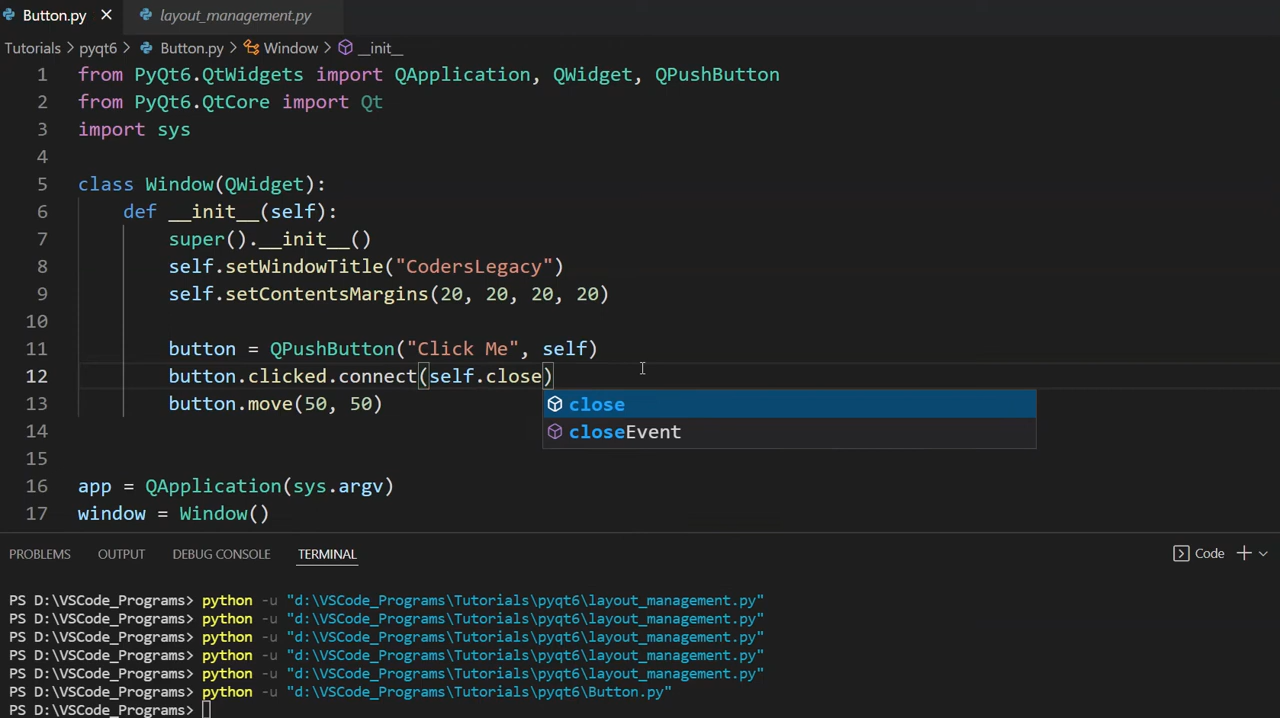 Button.py ✕ layout_management.py
Tutorials > pyqt6 > Button.py > Window > __init__
1 from PyQt6.QtWidgets import QApplication, QWidget, QPushButton
2 from PyQt6.QtCore import Qt
3 import sys
4
5 class Window(QWidget):
6 def __init__(self):
7 super().__init__()
8 self.setWindowTitle("CodersLegacy")
9 self.setContentsMargins(20, 20, 20, 20)
10
11 button = QPushButton("Click Me", self)
12 button.clicked.connect(self.close)
close
13 button.move(50, 50)
closeEvent
14
15
16 app = QApplication(sys.argv)
17 window = Window()
PROBLEMS OUTPUT DEBUG CONSOLE TERMINAL Code
PS D:\VSCode_Programs> python -u "d:\VSCode_Programs\Tutorials\pyqt6\layout_management.py"
PS D:\VSCode_Programs> python -u "d:\VSCode_Programs\Tutorials\pyqt6\layout_management.py"
PS D:\VSCode_Programs> python -u "d:\VSCode_Programs\Tutorials\pyqt6\layout_management.py"
PS D:\VSCode_Programs> python -u "d:\VSCode_Programs\Tutorials\pyqt6\layout_management.py"
PS D:\VSCode_Programs> python -u "d:\VSCode_Programs\Tutorials\pyqt6\layout_management.py"
PS D:\VSCode_Programs> python -u "d:\VSCode_Programs\Tutorials\pyqt6\Button.py"
PS D:\VSCode_Programs>